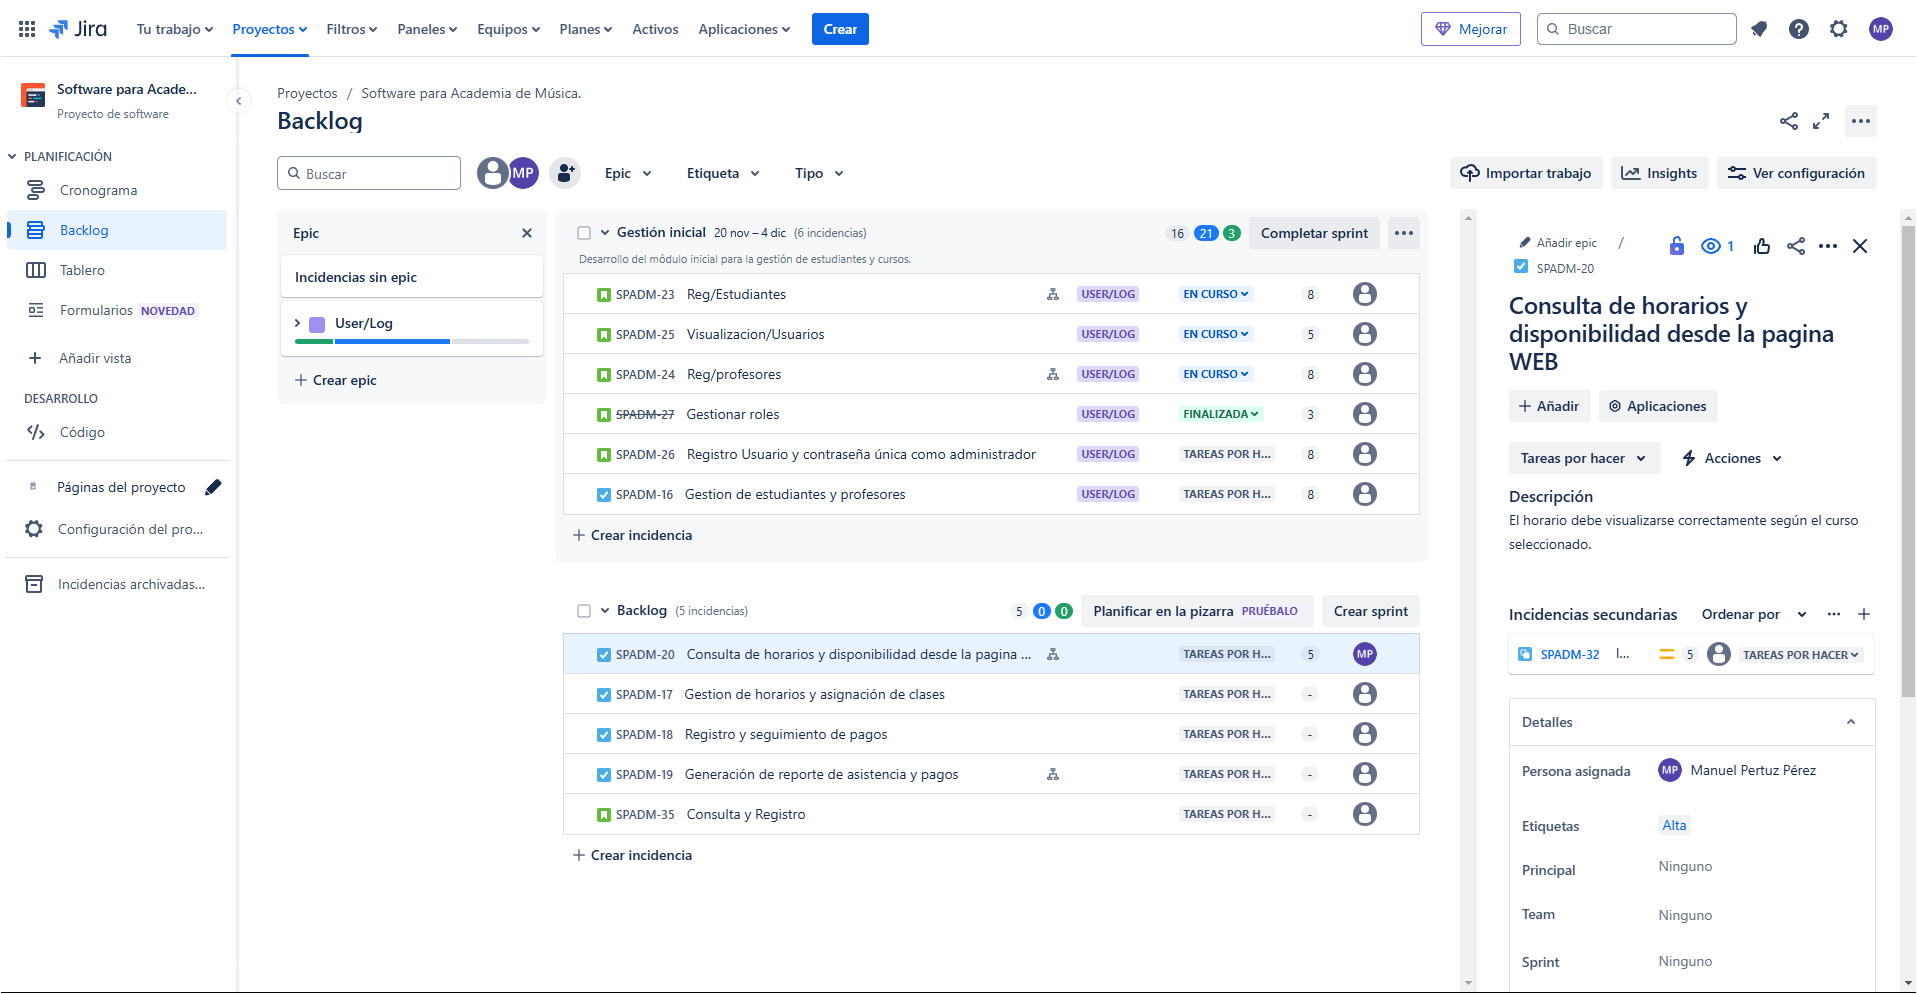 Jira Tu trabajo Proyectos Filtros Paneles Equipos Planes Activos Aplicaciones Crear Mejorar Buscar MP
Software para Acade...
Proyecto de software
PLANIFICACIÓN
Cronograma
Backlog
Tablero
Formularios NOVEDAD
Añadir vista
DESARROLLO
Código
Páginas del proyecto
Configuración del pro...
Incidencias archivadas...
Proyectos / Software para Academia de Música.
Backlog
Buscar MP Epic Etiqueta Tipo Importar trabajo Insights Ver configuración
Epic
Incidencias sin epic
User/Log
Crear epic
Gestión inicial 20 nov – 4 dic (6 incidencias) 16 21 3 Completar sprint
Desarrollo del módulo inicial para la gestión de estudiantes y cursos.
SPADM-23 Reg/Estudiantes USER/LOG EN CURSO 8
SPADM-25 Visualizacion/Usuarios USER/LOG EN CURSO 5
SPADM-24 Reg/profesores USER/LOG EN CURSO 8
SPADM-27 Gestionar roles USER/LOG FINALIZADA 3
SPADM-26 Registro Usuario y contraseña única como administrador USER/LOG TAREAS POR H... 8
SPADM-16 Gestion de estudiantes y profesores USER/LOG TAREAS POR H... 8
Crear incidencia
Backlog (5 incidencias) 5 0 0 Planificar en la pizarra PRUÉBALO Crear sprint
SPADM-20 Consulta de horarios y disponibilidad desde la pagina ... TAREAS POR H... 5 MP
SPADM-17 Gestion de horarios y asignación de clases TAREAS POR H... -
SPADM-18 Registro y seguimiento de pagos TAREAS POR H... -
SPADM-19 Generación de reporte de asistencia y pagos TAREAS POR H... -
SPADM-35 Consulta y Registro TAREAS POR H... -
Crear incidencia
Añadir epic / 1
SPADM-20
Consulta de horarios y
disponibilidad desde la pagina
WEB
Añadir Aplicaciones
Tareas por hacer Acciones
Descripción
El horario debe visualizarse correctamente según el curso
seleccionado.
Incidencias secundarias Ordenar por
SPADM-32 I... 5 TAREAS POR HACER
Detalles
Persona asignada MP Manuel Pertuz Pérez
Etiquetas Alta
Principal Ninguno
Team Ninguno
Sprint Ninguno